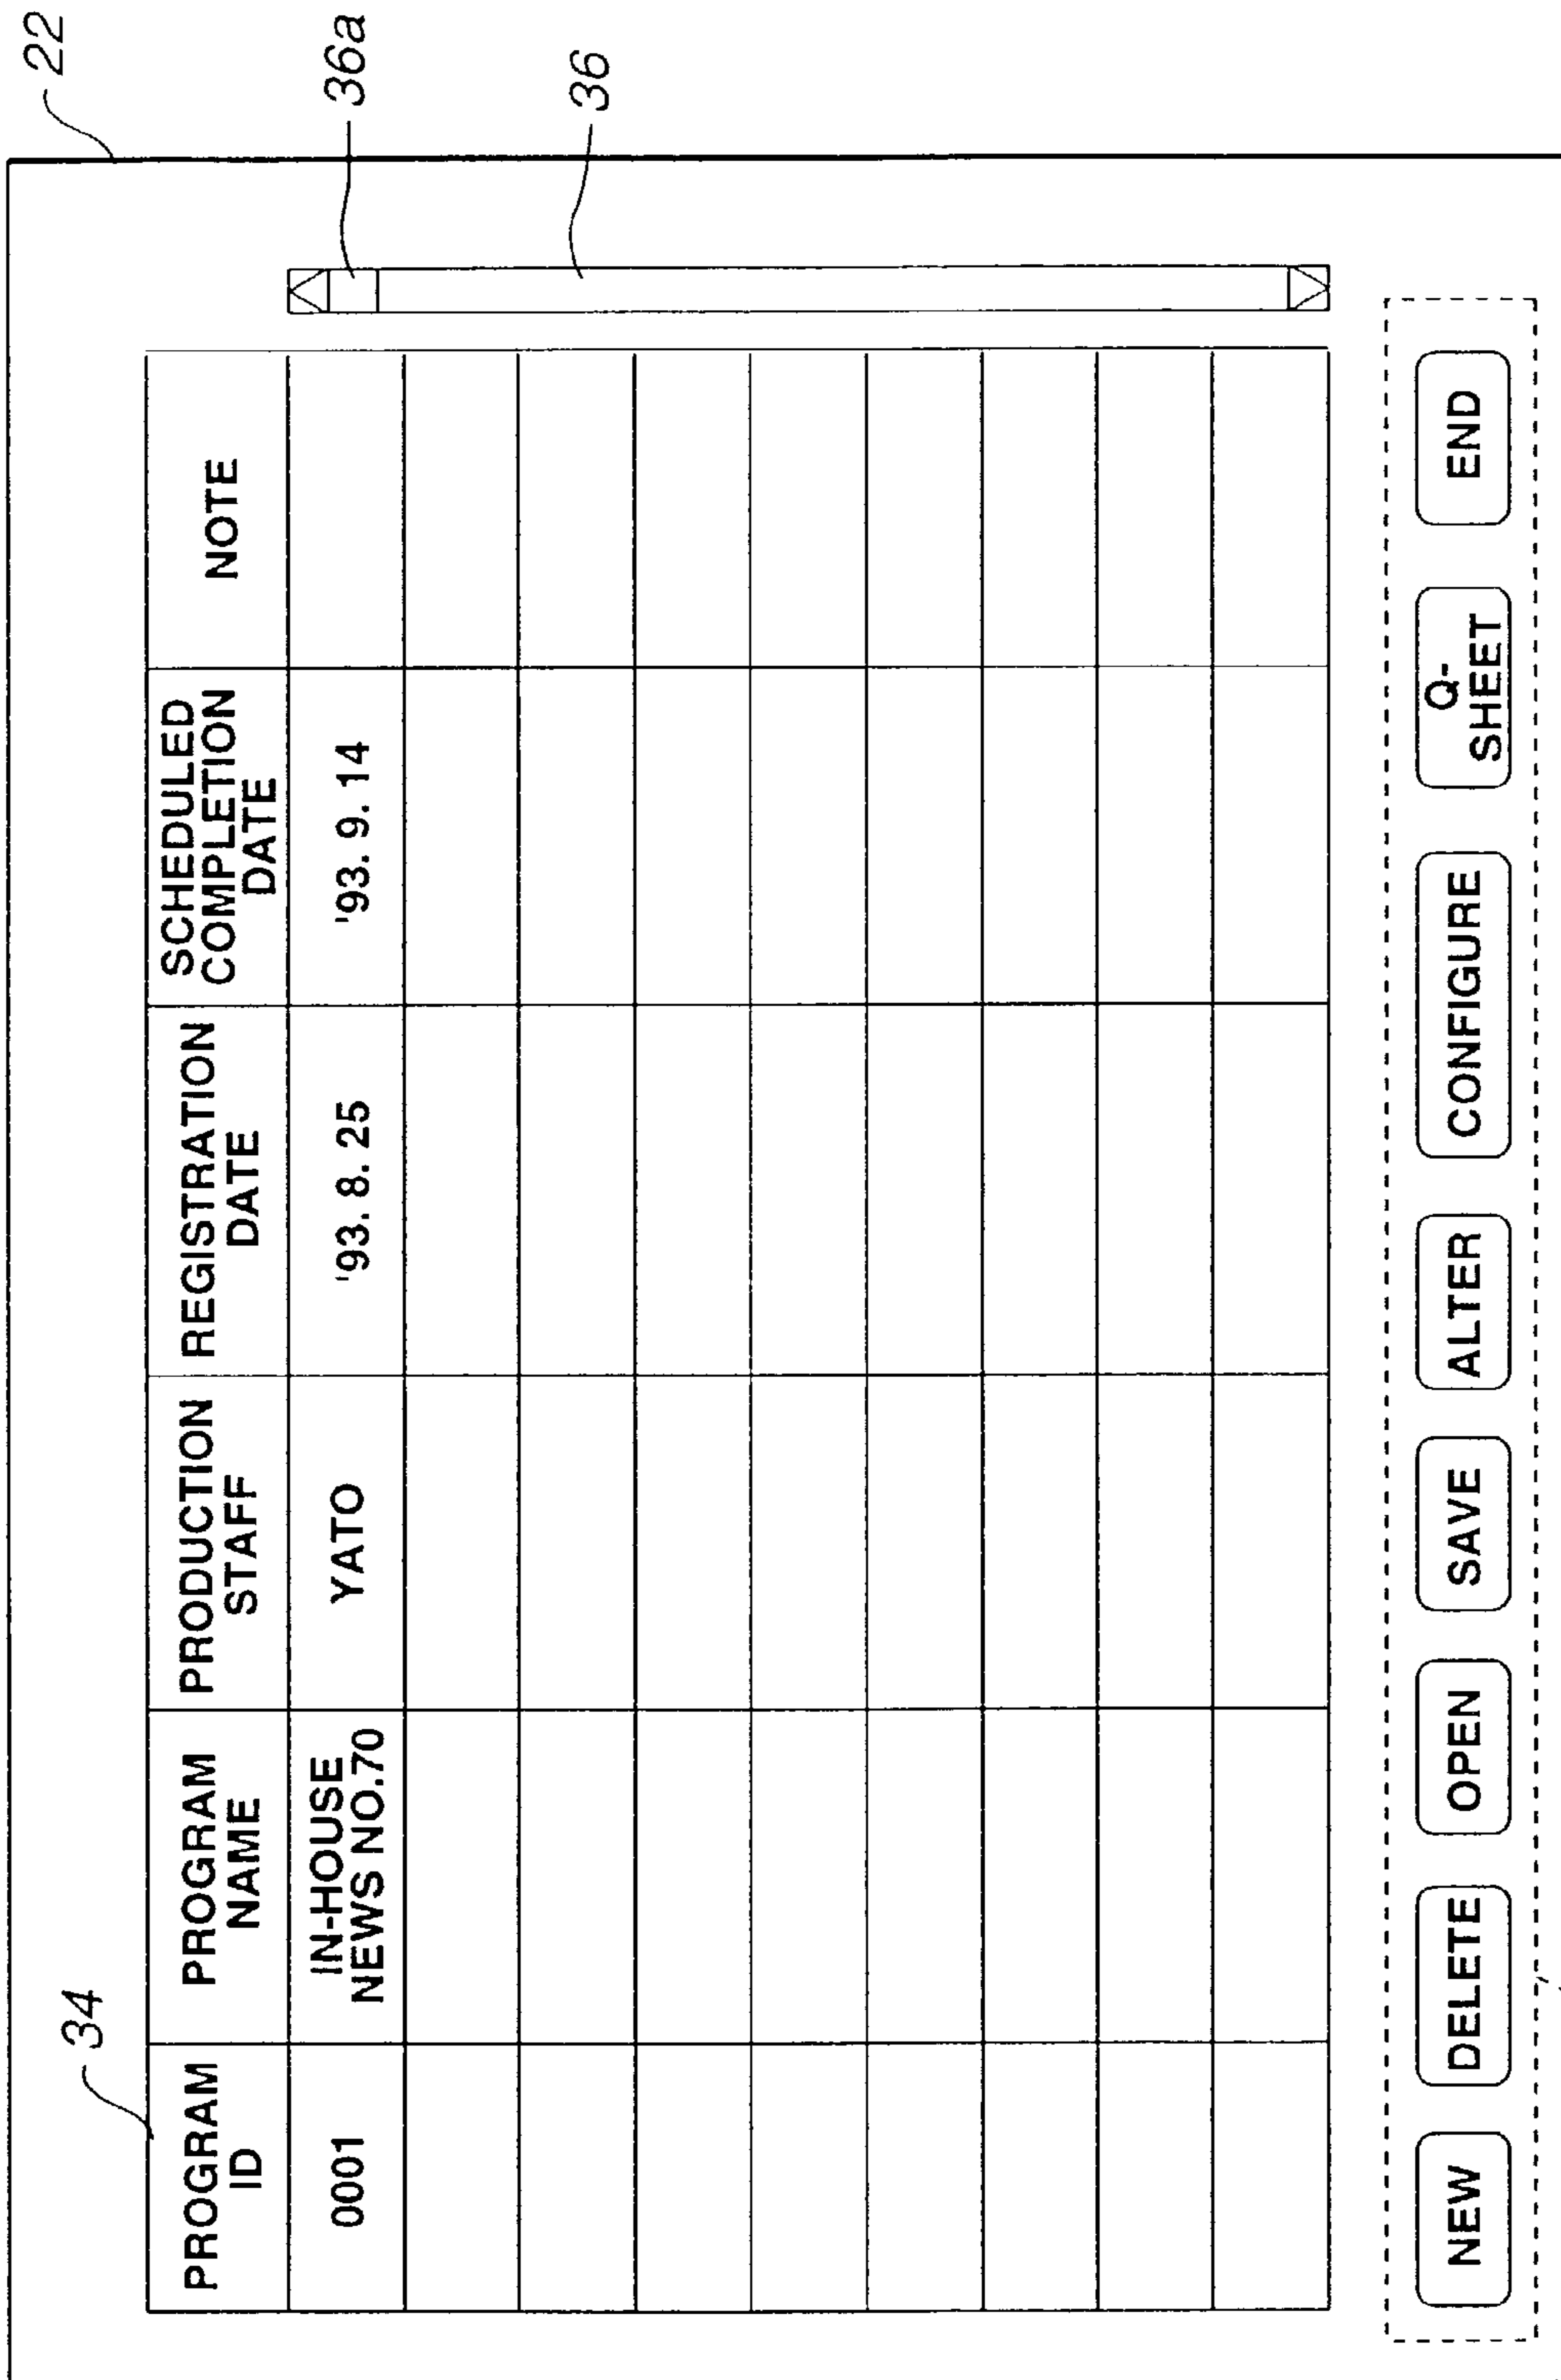 22
34
36a
36
PROGRAM
ID
PROGRAM
NAME
PRODUCTION
STAFF
REGISTRATION
DATE
SCHEDULED
COMPLETION
DATE
NOTE
0001
IN-HOUSE
NEWS NO.70
YATO
'93. 8. 25
'93. 9. 14
NEW
DELETE
OPEN
SAVE
ALTER
CONFIGURE
Q-
SHEET
END